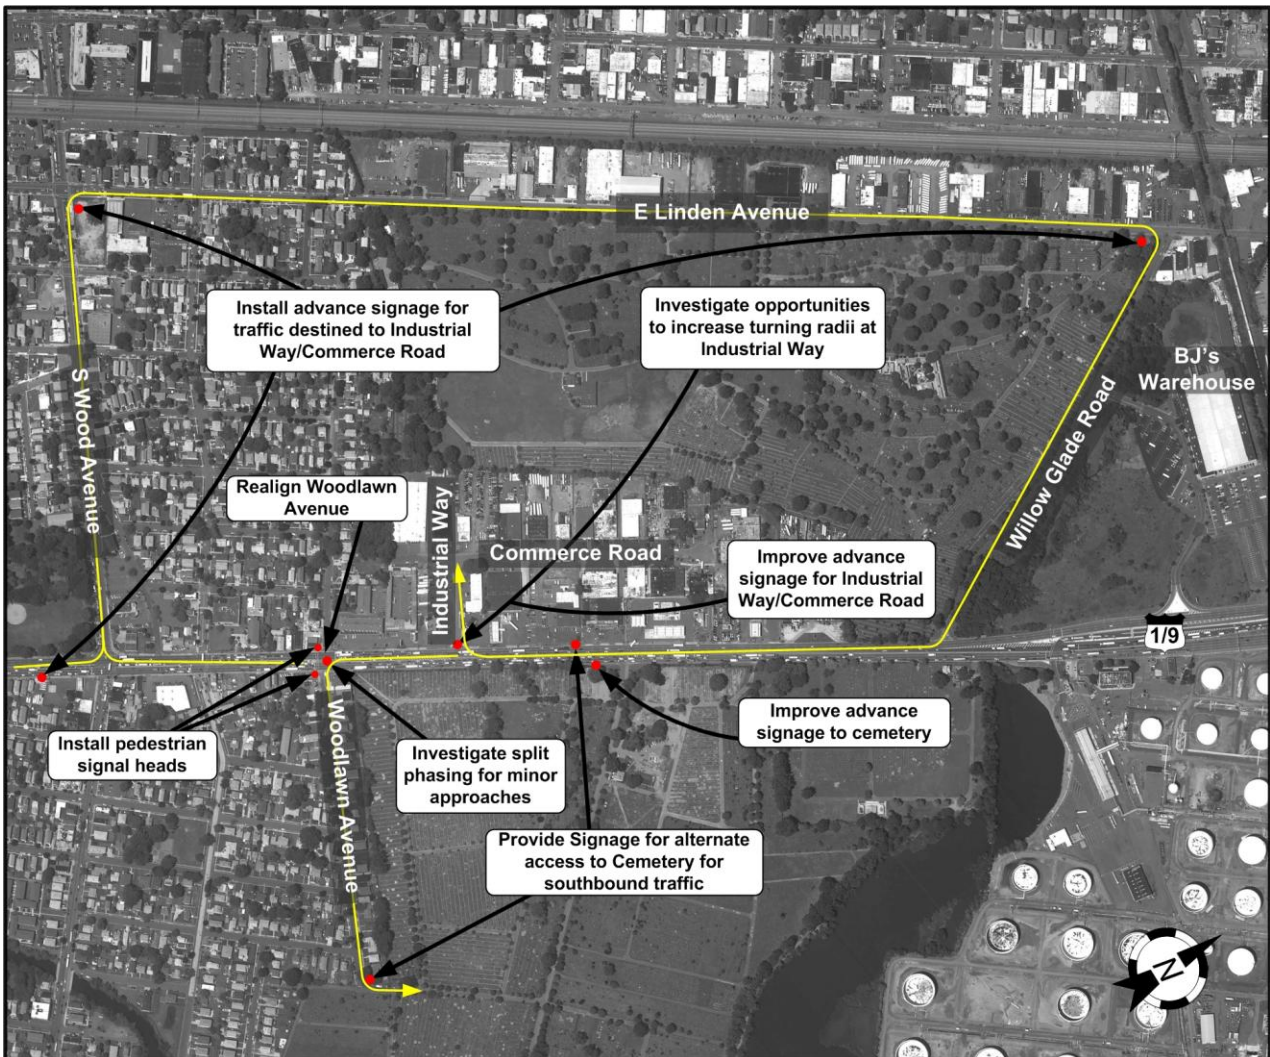 E Linden Avenue
Install advance signage for
traffic destined to Industrial
Way/Commerce Road
Investigate opportunities
to increase turning radii at
Industrial Way
BJ's
Warehouse
S Wood Avenue
Willow Glade Road
Realign Woodlawn
Avenue
Industrial Way
Commerce Road
Improve advance
signage for Industrial
Way/Commerce Road
1/9
Install pedestrian
signal heads
Woodlawn Avenue
Investigate split
phasing for minor
approaches
Improve advance
signage to cemetery
Provide Signage for alternate
access to Cemetery for
southbound traffic
N